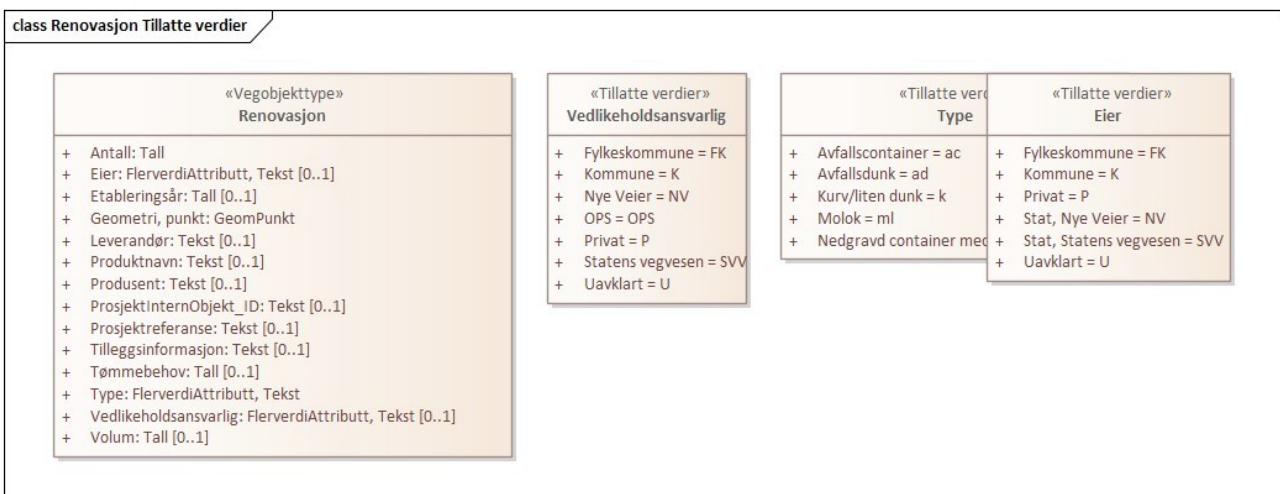 class Renovasjon Tillatte verdier
«Vegobjekttype»
Renovasjon
+ Antall: Tall
+ Eier: FlerverdiAttributt, Tekst [0..1]
+ Etableringsår: Tall [0..1]
+ Geometri, punkt: GeomPunkt
+ Leverandør: Tekst [0..1]
+ Produktnavn: Tekst [0..1]
+ Produsent: Tekst [0..1]
+ ProsjektInternObjekt_ID: Tekst [0..1]
+ Prosjektreferanse: Tekst [0..1]
+ Tilleggsinformasjon: Tekst [0..1]
+ Tømmebehov: Tall [0..1]
+ Type: FlerverdiAttributt, Tekst
+ Vedlikeholdsansvarlig: FlerverdiAttributt, Tekst [0..1]
+ Volum: Tall [0..1]
«Tillatte verdier»
Vedlikeholdsansvarlig
+ Fylkeskommune = FK
+ Kommune = K
+ Nye Veier = NV
+ OPS = OPS
+ Privat = P
+ Statens vegvesen = SVV
+ Uavklart = U
«Tillatte verd
Type
+ Avfallscontainer = ac
+ Avfallsdunk = ad
+ Kurv/liten dunk = k
+ Molok = ml
+ Nedgravd container med
«Tillatte verdier»
Eier
+ Fylkeskommune = FK
+ Kommune = K
+ Privat = P
+ Stat, Nye Veier = NV
+ Stat, Statens vegvesen = SVV
+ Uavklart = U